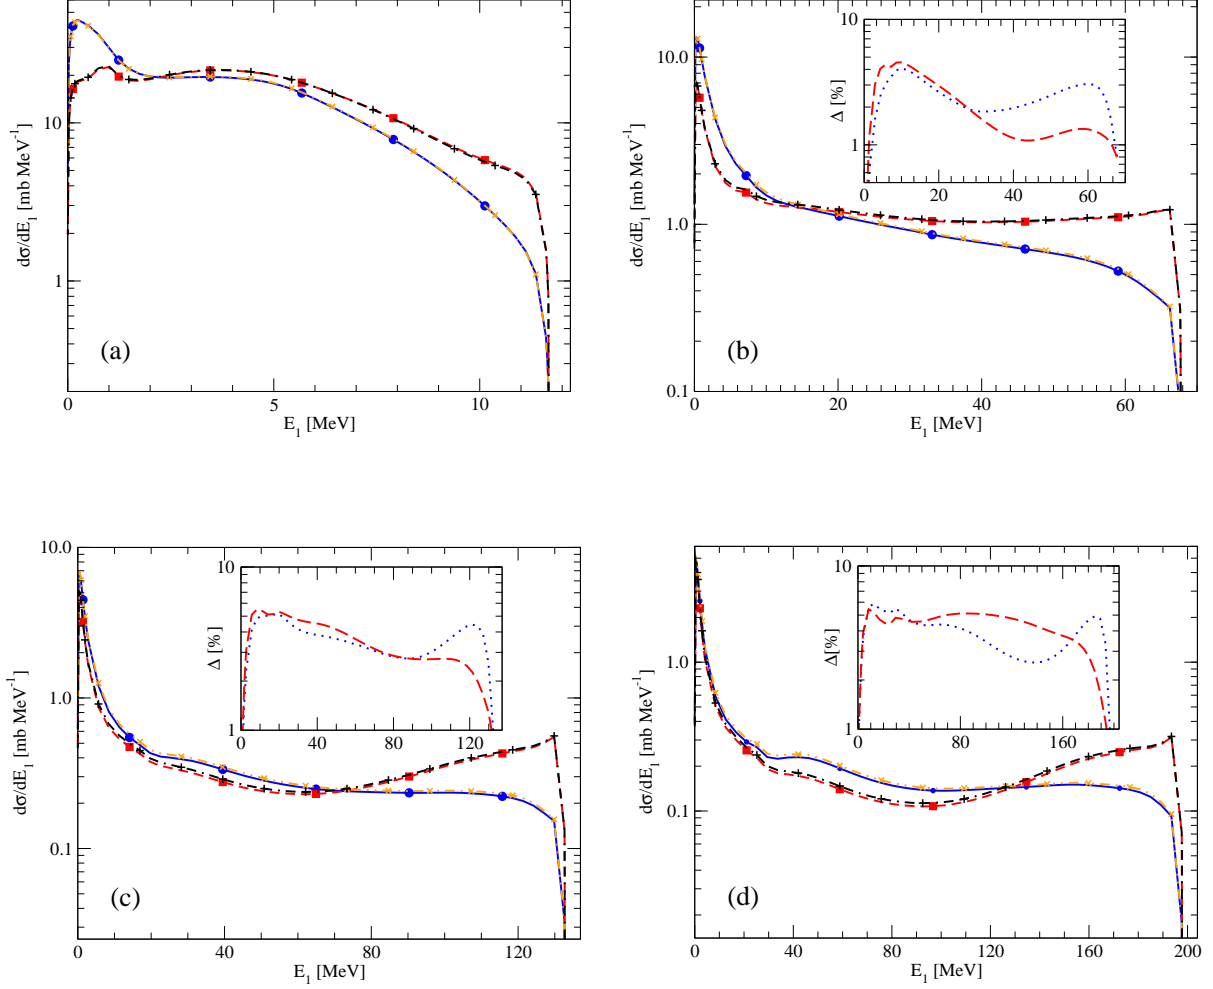 dσ/dE1 [mb MeV-1]
10
1
(a)
0 5 10
E1 [MeV]
dσ/dE1 [mb MeV-1]
10.0
1.0
0.1
Δ [%]
10
1
0 10 20 30 40 50 60 70
(b)
0 20 40 60
E1 [MeV]
dσ/dE1 [mb MeV-1]
10.0
1.0
0.1
Δ [%]
10
1
0 40 80 120
(c)
0 40 80 120
E1 [MeV]
dσ/dE1 [mb MeV-1]
1.0
0.1
Δ[%]
10
1
0 80 160
(d)
0 40 80 120 160 200
E1 [MeV]